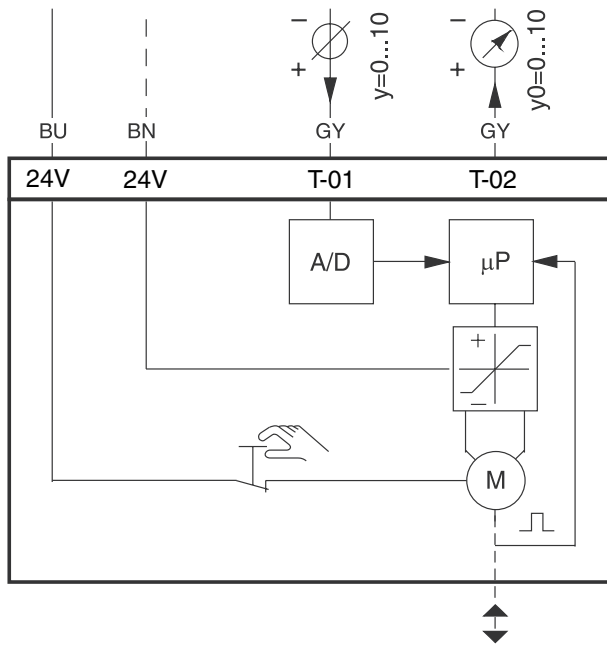 − −
y=0...10 y0=0...10
+ +
BU BN GY GY
24V 24V T-01 T-02
A/D μP
+
−
M